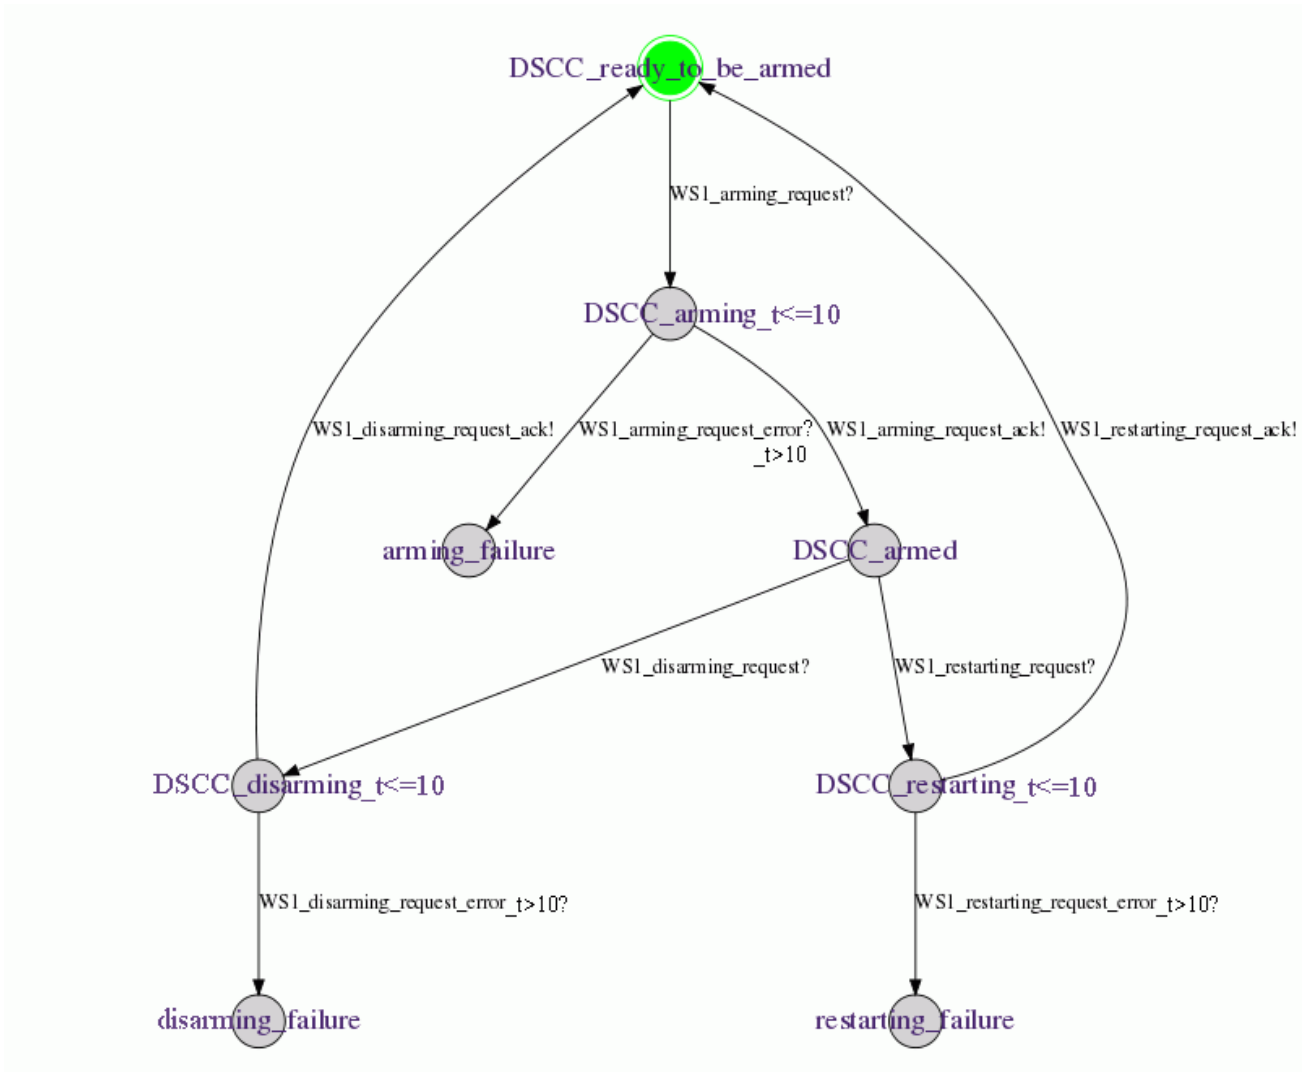 DSCC_ready_to_be_armed
WS1_arming_request?
DSCC_arming_t<=10
WS1_disarming_request_ack!
WS1_arming_request_error?
_t>10
WS1_arming_request_ack!
WS1_restarting_request_ack!
arming_failure
DSCC_armed
WS1_disarming_request?
WS1_restarting_request?
DSCC_disarming_t<=10
DSCC_restarting_t<=10
WS1_disarming_request_error_t>10?
WS1_restarting_request_error_t>10?
disarming_failure
restarting_failure